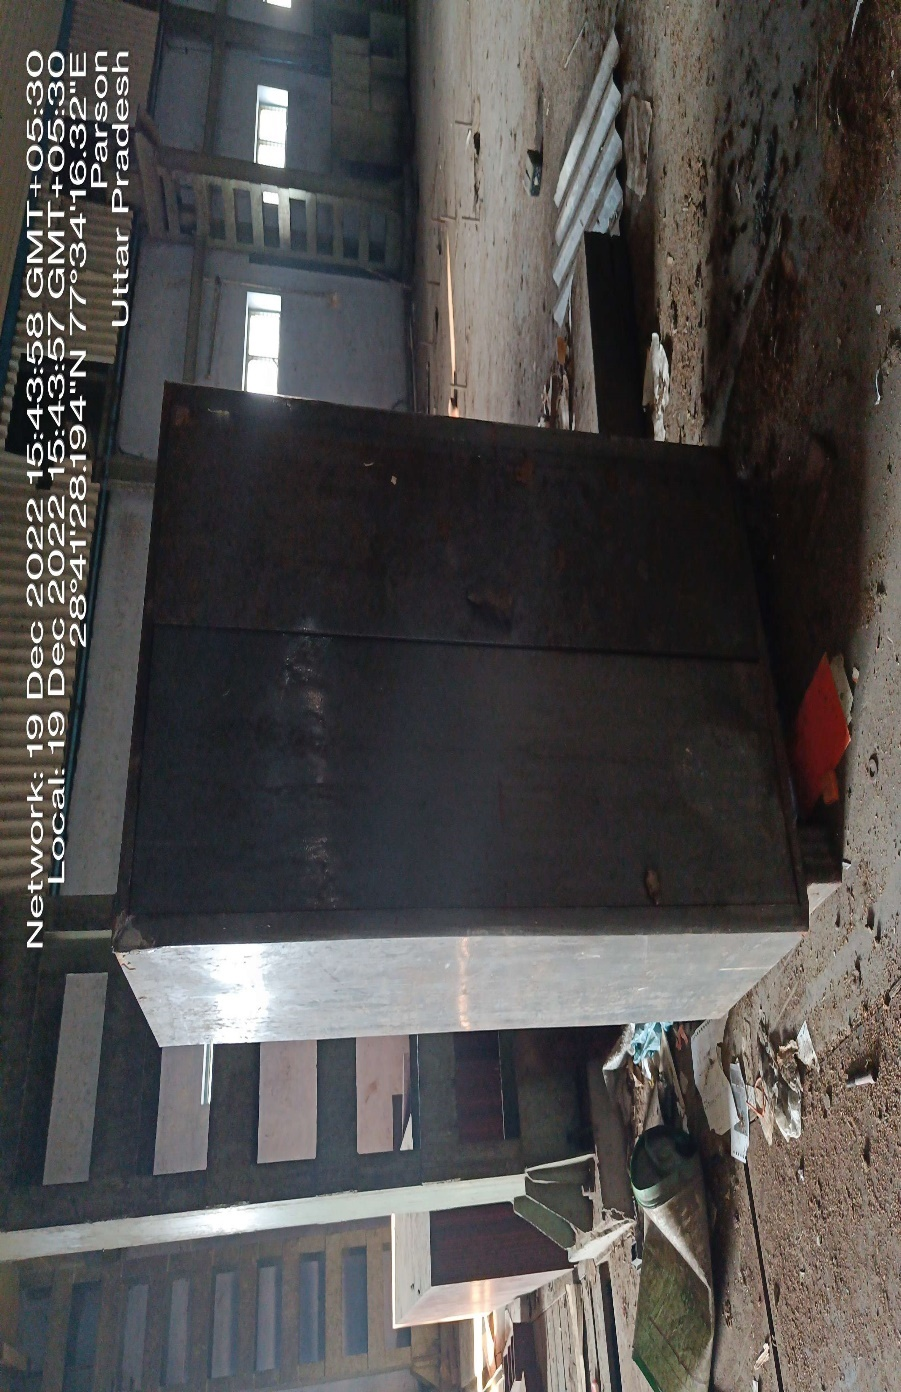 Network: 19 Dec 2022 15:43:58 GMT+05:30
Local: 19 Dec 2022 15:43:57 GMT+05:30
28°41'28.194"N 77°34'16.32"E
Parson
Uttar Pradesh